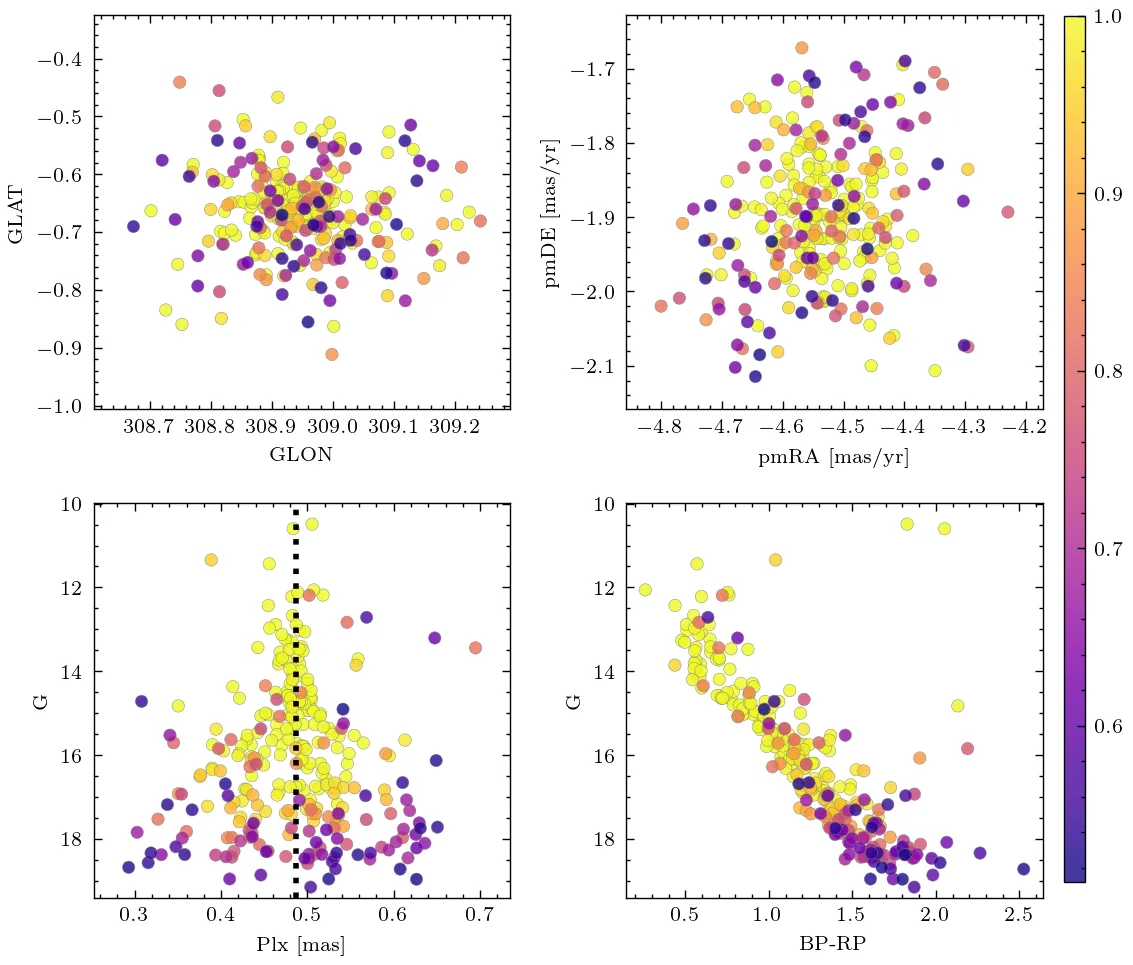 −0.4
−0.5
−0.6
−0.7
−0.8
−0.9
−1.0
GLAT
308.7 308.8 308.9 309.0 309.1 309.2
GLON
−1.7
−1.8
−1.9
−2.0
−2.1
pmDE [mas/yr]
−4.8 −4.7 −4.6 −4.5 −4.4 −4.3 −4.2
pmRA [mas/yr]
1.0
0.9
0.8
0.7
0.6
10
12
14
16
18
G
0.3 0.4 0.5 0.6 0.7
Plx [mas]
10
12
14
16
18
G
0.5 1.0 1.5 2.0 2.5
BP-RP